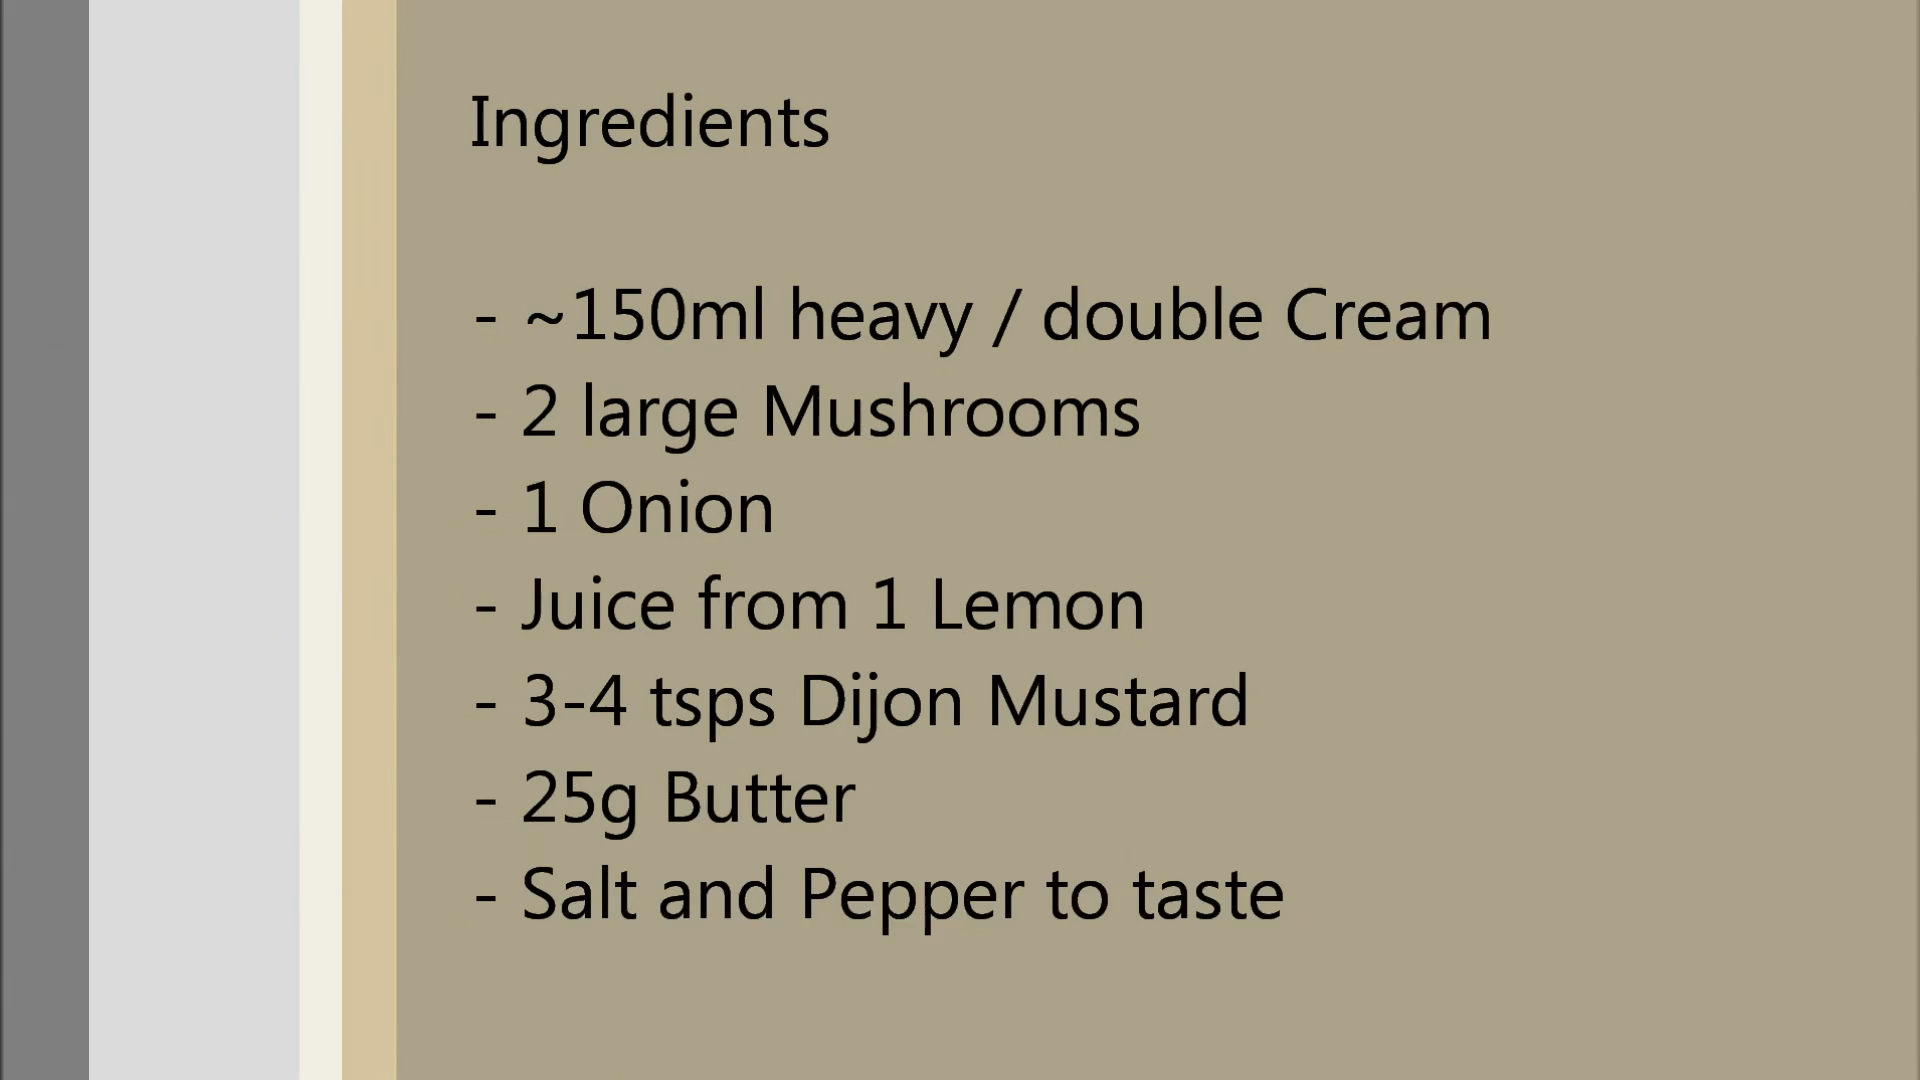 Ingredients
- ~150ml heavy / double Cream
- 2 large Mushrooms
- 1 Onion
- Juice from 1 Lemon
- 3-4 tsps Dijon Mustard
- 25g Butter
- Salt and Pepper to taste